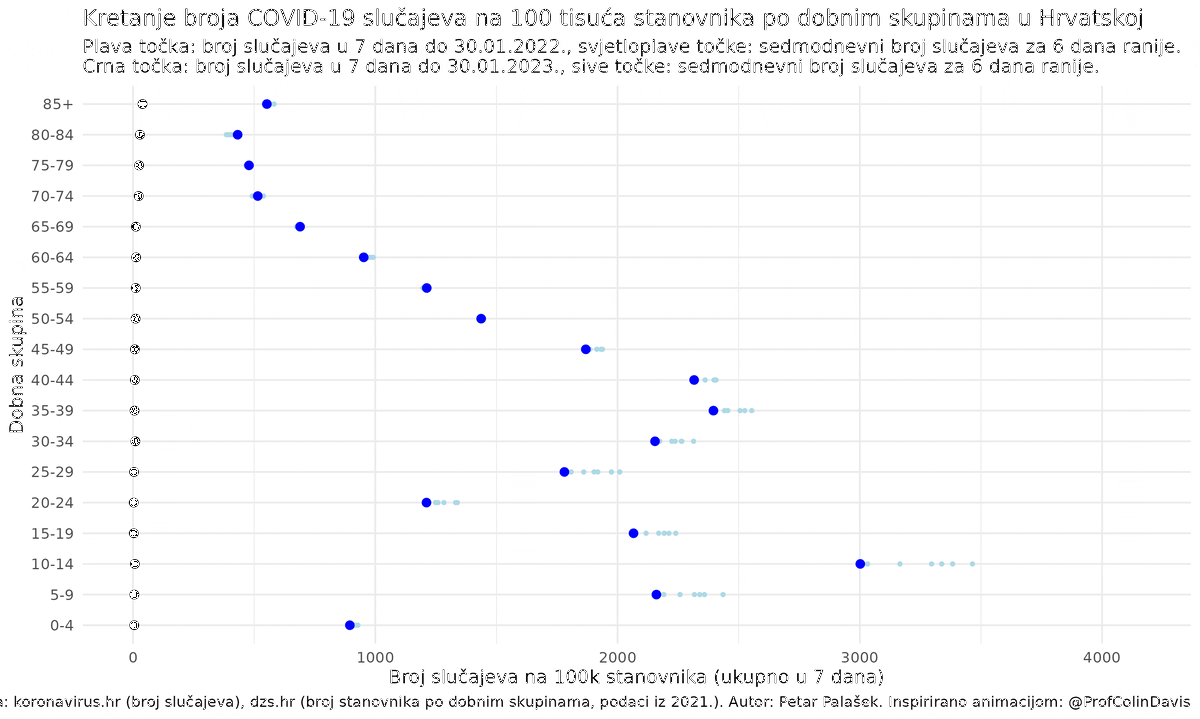 Kretanje broja COVID-19 slučajeva na 100 tisuća stanovnika po dobnim skupinama u Hrvatskoj
Plava točka: broj slučajeva u 7 dana do 30.01.2022., svjetloplave točke: sedmodnevni broj slučajeva za 6 dana ranije.
Crna točka: broj slučajeva u 7 dana do 30.01.2023., sive točke: sedmodnevni broj slučajeva za 6 dana ranije.
Dobna skupina
85+
80-84
75-79
70-74
65-69
60-64
55-59
50-54
45-49
40-44
35-39
30-34
25-29
20-24
15-19
10-14
5-9
0-4
0 1000 2000 3000 4000
Broj slučajeva na 100k stanovnika (ukupno u 7 dana)
a: koronavirus.hr (broj slučajeva), dzs.hr (broj stanovnika po dobnim skupinama, podaci iz 2021.). Autor: Petar Palašek. Inspirirano animacijom: @ProfColinDavis